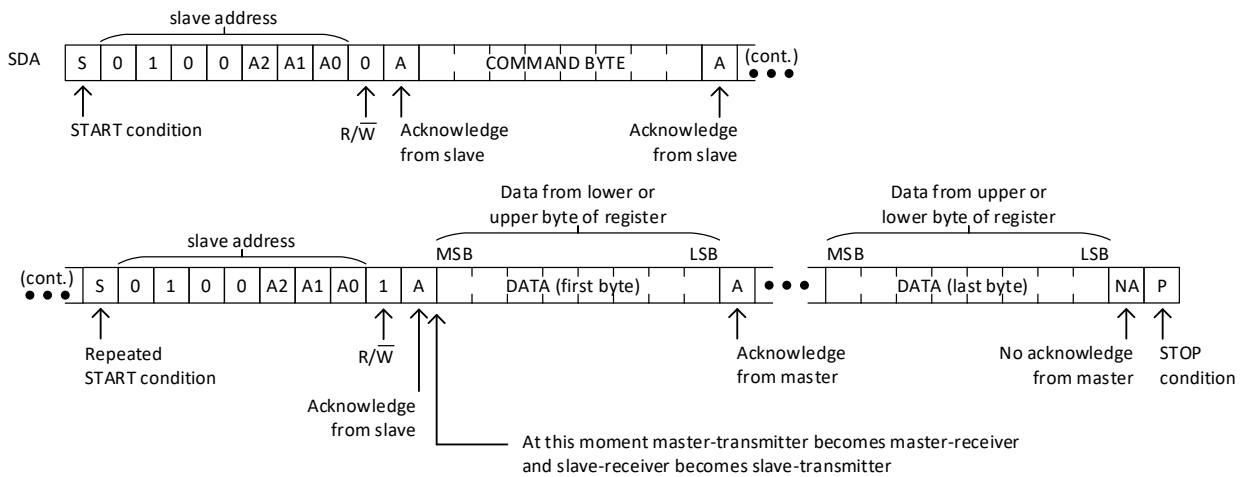 slave address
SDA S 0 1 0 0 A2 A1 A0 0 A COMMAND BYTE A (cont.)
START condition
R/W̅
Acknowledge
from slave
Acknowledge
from slave
Data from lower or
upper byte of register
Data from upper or
lower byte of register
slave address
MSB LSB MSB LSB
(cont.) S 0 1 0 0 A2 A1 A0 1 A DATA (first byte) A DATA (last byte) NA P
Repeated
START condition
R/W̅
Acknowledge
from slave
Acknowledge
from master
No acknowledge
from master
STOP
condition
At this moment master-transmitter becomes master-receiver
and slave-receiver becomes slave-transmitter